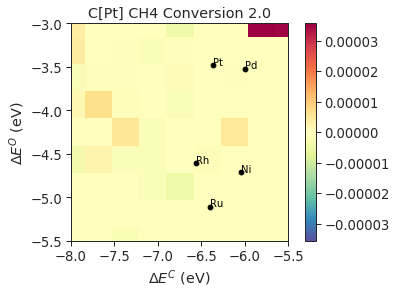 C[Pt] CH4 Conversion 2.0
−3.0
−3.5
−4.0
−4.5
−5.0
−5.5
ΔE^O (eV)
Pt
Pd
Rh
Ni
Ru
−8.0 −7.5 −7.0 −6.5 −6.0 −5.5
ΔE^C (eV)
0.00003
0.00002
0.00001
0.00000
−0.00001
−0.00002
−0.00003